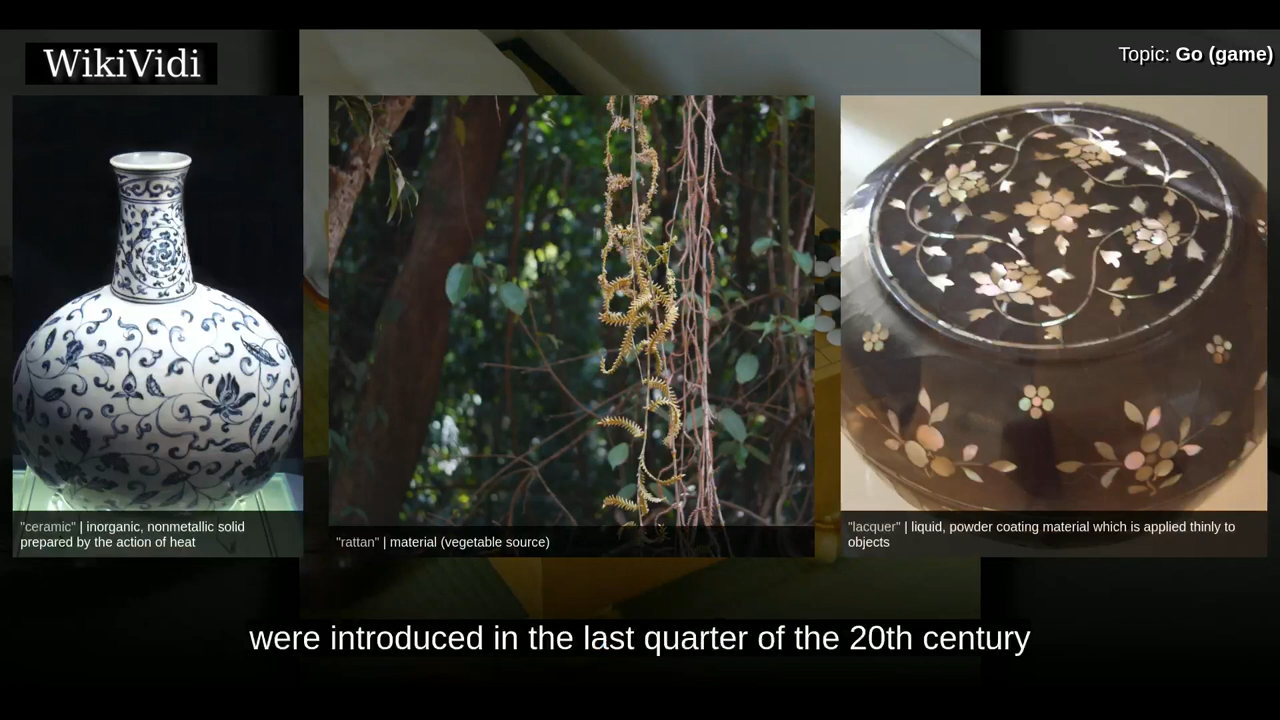 WikiVidi
Topic: Go (game)
"ceramic" | inorganic, nonmetallic solid
prepared by the action of heat
"rattan" | material (vegetable source)
"lacquer" | liquid, powder coating material which is applied thinly to
objects
were introduced in the last quarter of the 20th century